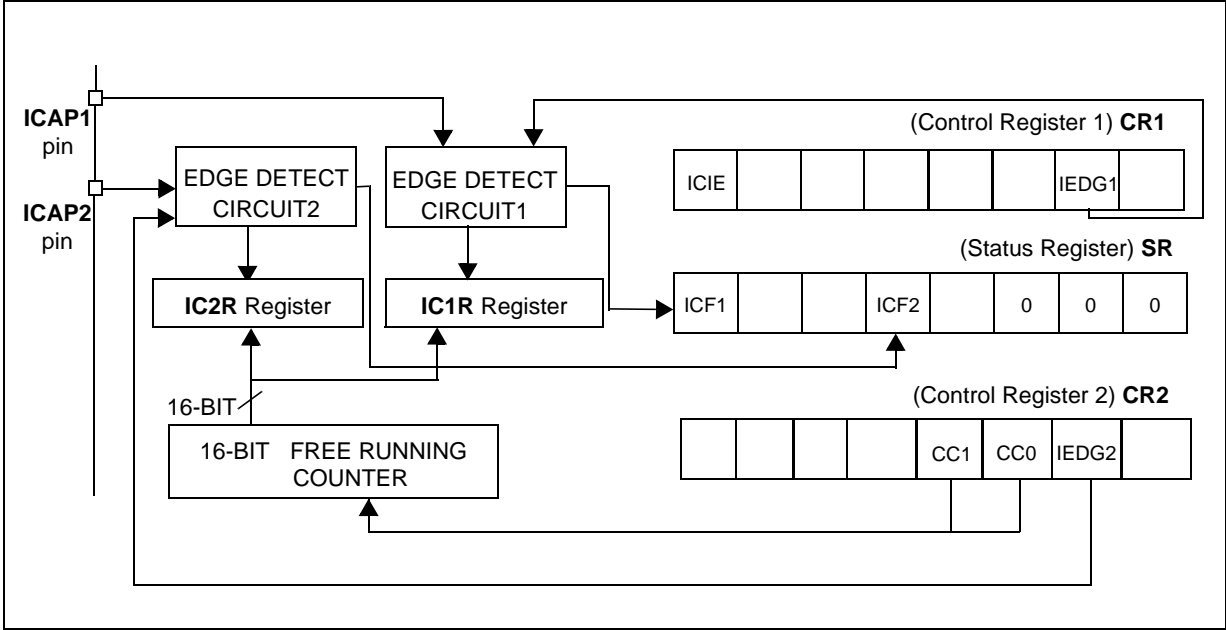 ICAP1
pin
ICAP2
pin
EDGE DETECT
CIRCUIT2
EDGE DETECT
CIRCUIT1
IC2R Register
IC1R Register
16-BIT
16-BIT FREE RUNNING
COUNTER
(Control Register 1) CR1
ICIE IEDG1
(Status Register) SR
ICF1 ICF2 0 0 0
(Control Register 2) CR2
CC1 CC0 IEDG2